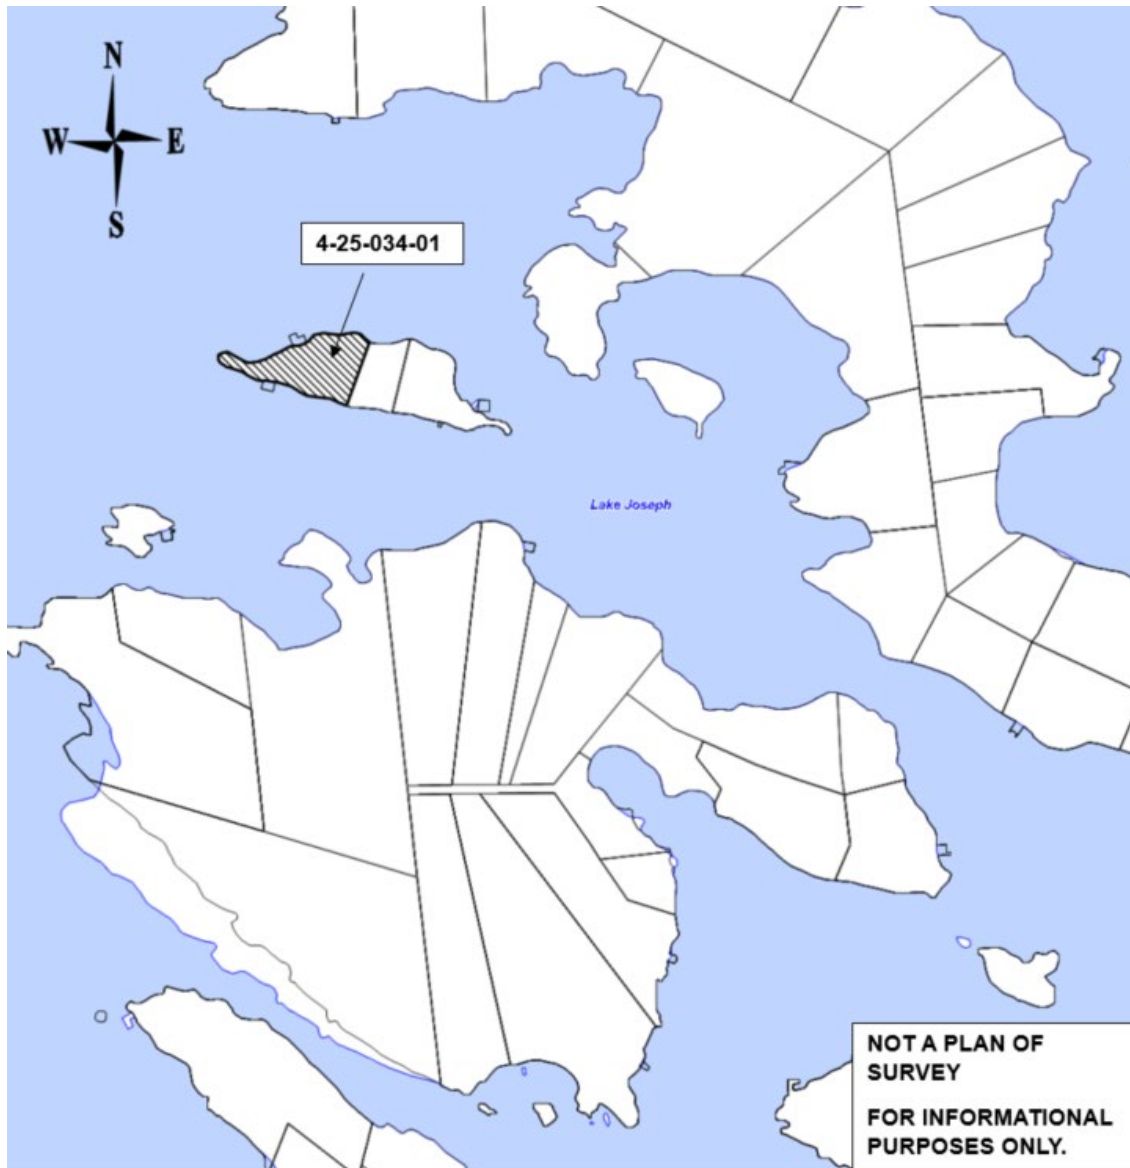 N
W E
S
4-25-034-01
Lake Joseph
NOT A PLAN OF
SURVEY
FOR INFORMATIONAL
PURPOSES ONLY.